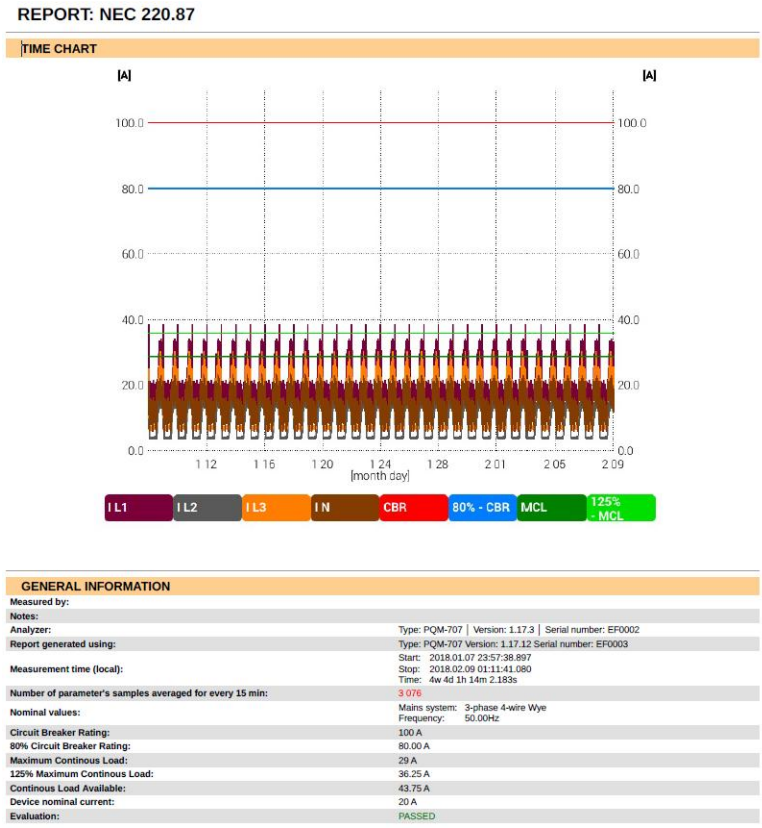 REPORT: NEC 220.87
TIME CHART
[A] [A]
100.0 100.0
80.0 80.0
60.0 60.0
40.0 40.0
20.0 20.0
0.0 0.0
1 12 1 16 1 20 1 24 1 28 2 01 2 05 2 09
[month day]
I L1 I L2 I L3 I N CBR 80% - CBR MCL 125% - MCL
GENERAL INFORMATION
Measured by:
Notes:
Analyzer: Type: PQM-707 | Version: 1.17.3 | Serial number: EF0002
Report generated using: Type: PQM-707 Version: 1.17.12 Serial number: EF0003
Measurement time (local): Start: 2018.01.07 23:57:38.897
Stop: 2018.02.09 01:11:41.080
Time: 4w 4d 1h 14m 2.183s
Number of parameter's samples averaged for every 15 min: 3 076
Nominal values: Mains system: 3-phase 4-wire Wye
Frequency: 50.00Hz
Circuit Breaker Rating: 100 A
80% Circuit Breaker Rating: 80.00 A
Maximum Continous Load: 29 A
125% Maximum Continous Load: 36.25 A
Continous Load Available: 43.75 A
Device nominal current: 20 A
Evaluation: PASSED